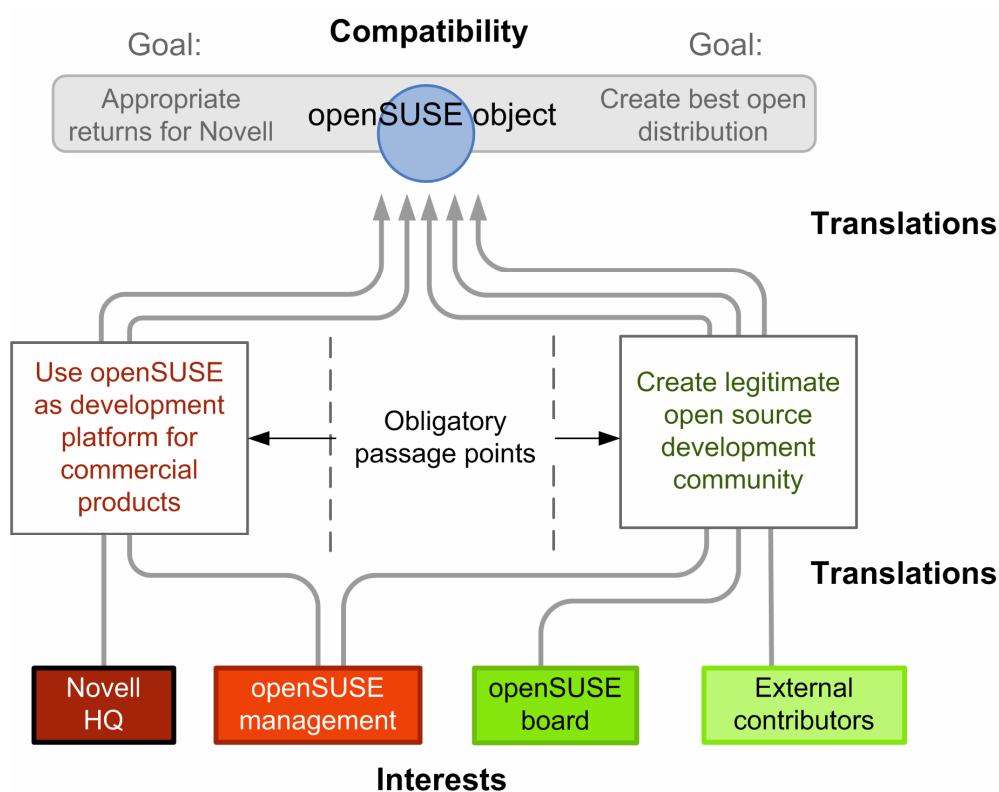 Goal:
Compatibility
Goal:
Appropriate
returns for Novell
openSUSE object
Create best open
distribution
Translations
Use openSUSE
as development
platform for
commercial
products
Obligatory
passage points
Create legitimate
open source
development
community
Translations
Novell
HQ
openSUSE
management
openSUSE
board
External
contributors
Interests